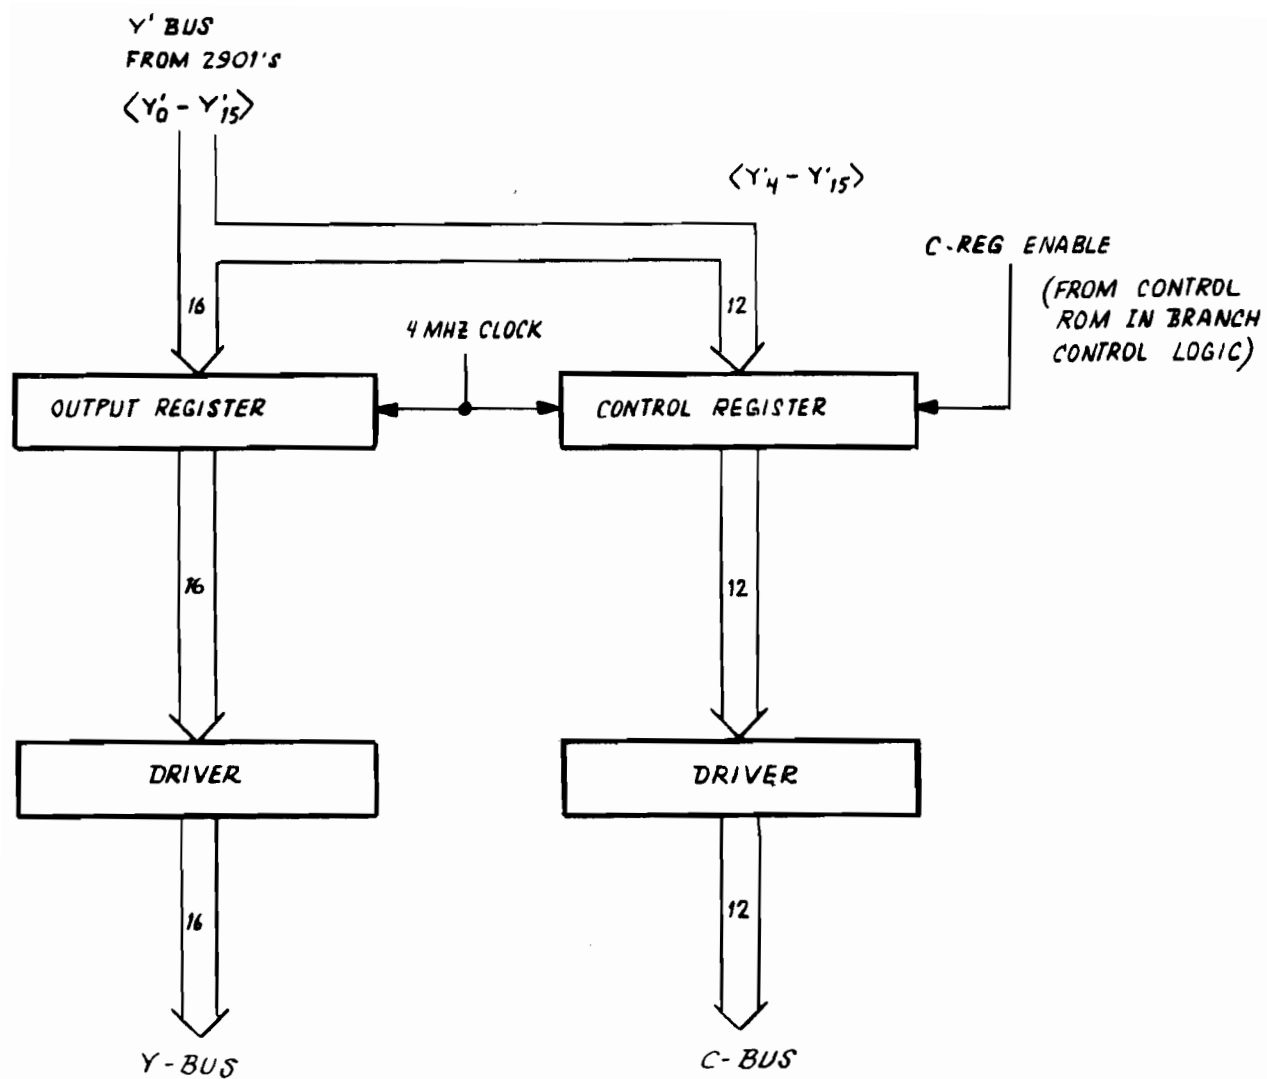 Y' BUS
FROM 2901'S
<Y'0 - Y'15>
<Y'4 - Y'15>
C-REG ENABLE
(FROM CONTROL
ROM IN BRANCH
CONTROL LOGIC)
16
12
4 MHZ CLOCK
OUTPUT REGISTER
CONTROL REGISTER
16
12
DRIVER
DRIVER
16
12
Y-BUS
C-BUS